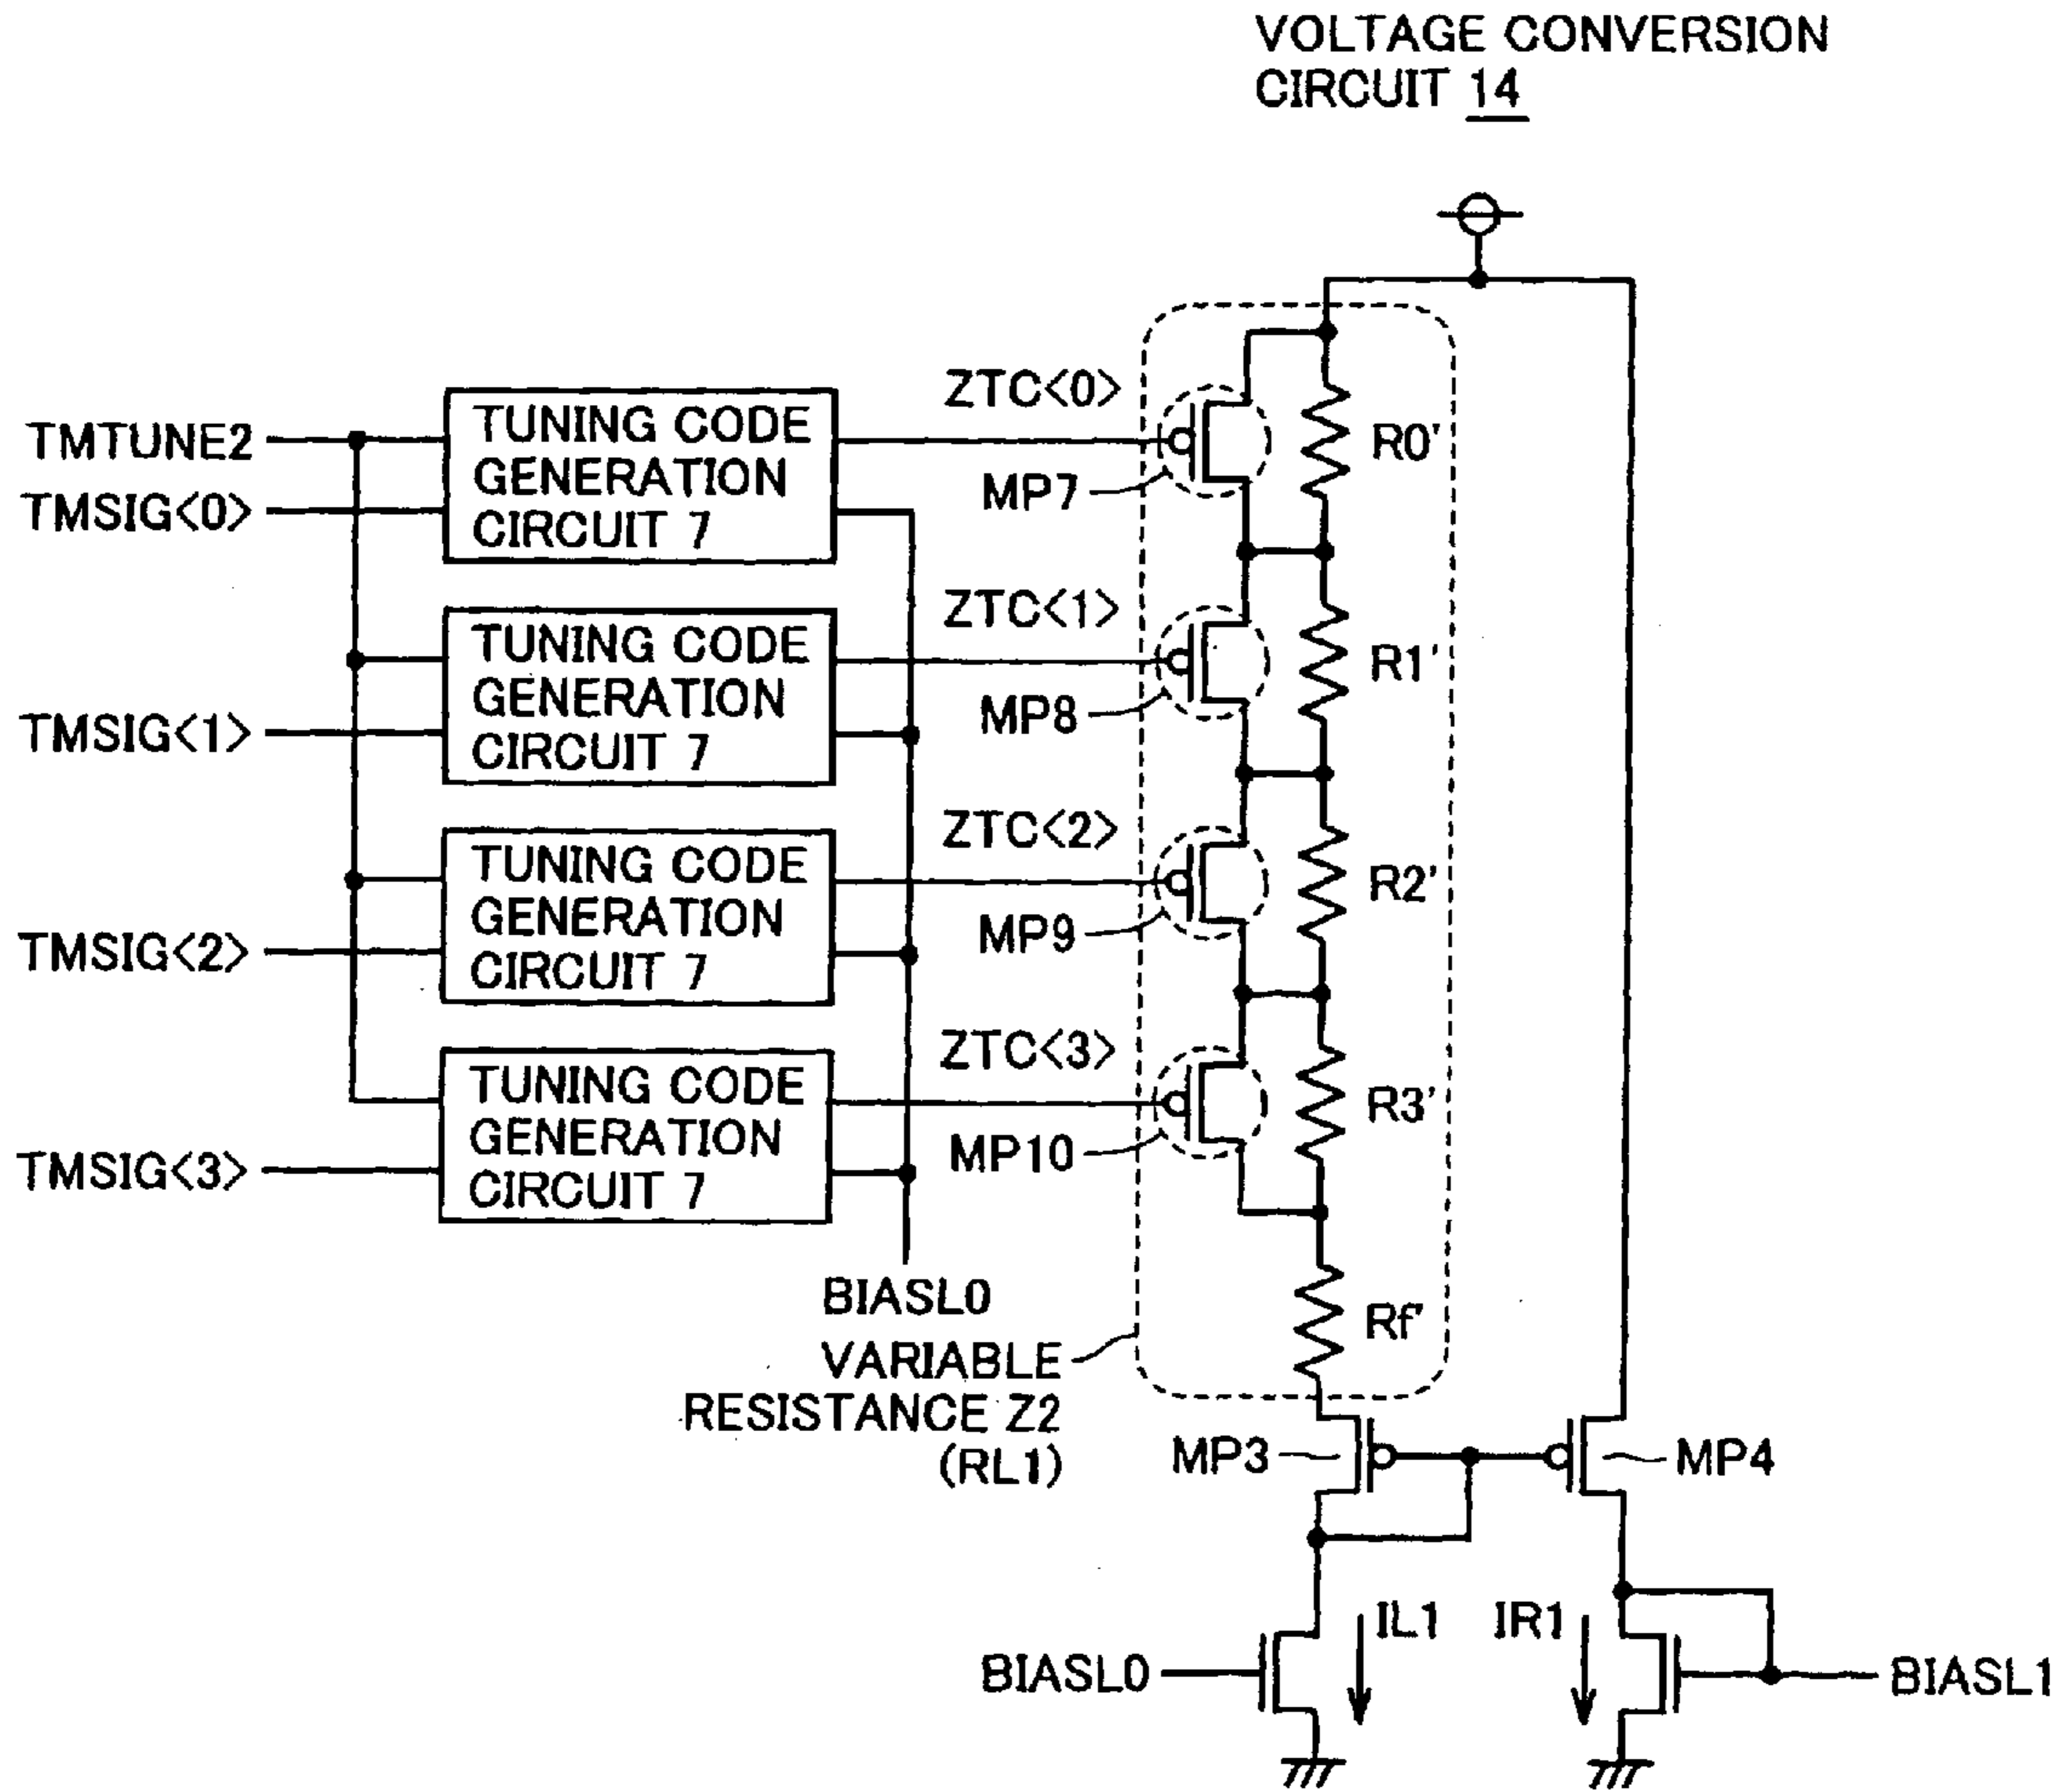 VOLTAGE CONVERSION
CIRCUIT 14
TMTUNE2
TMSIG<0>
TUNING CODE
GENERATION
CIRCUIT 7
ZTC<0>
MP7
R0'
TMSIG<1>
TUNING CODE
GENERATION
CIRCUIT 7
ZTC<1>
MP8
R1'
TMSIG<2>
TUNING CODE
GENERATION
CIRCUIT 7
ZTC<2>
MP9
R2'
TMSIG<3>
TUNING CODE
GENERATION
CIRCUIT 7
ZTC<3>
MP10
R3'
BIASL0
Rf'
VARIABLE
RESISTANCE Z2
(RL1)
MP3
MP4
IL1
IR1
BIASL0
BIASL1